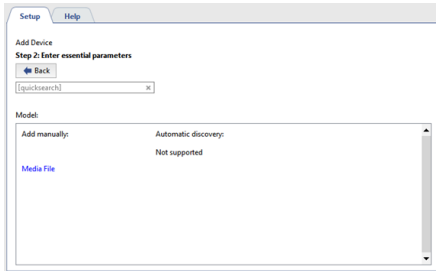 Setup Help
Add Device
Step 2: Enter essential parameters
Back
[quicksearch]
Model:
Add manually: Automatic discovery:
Not supported
Media File